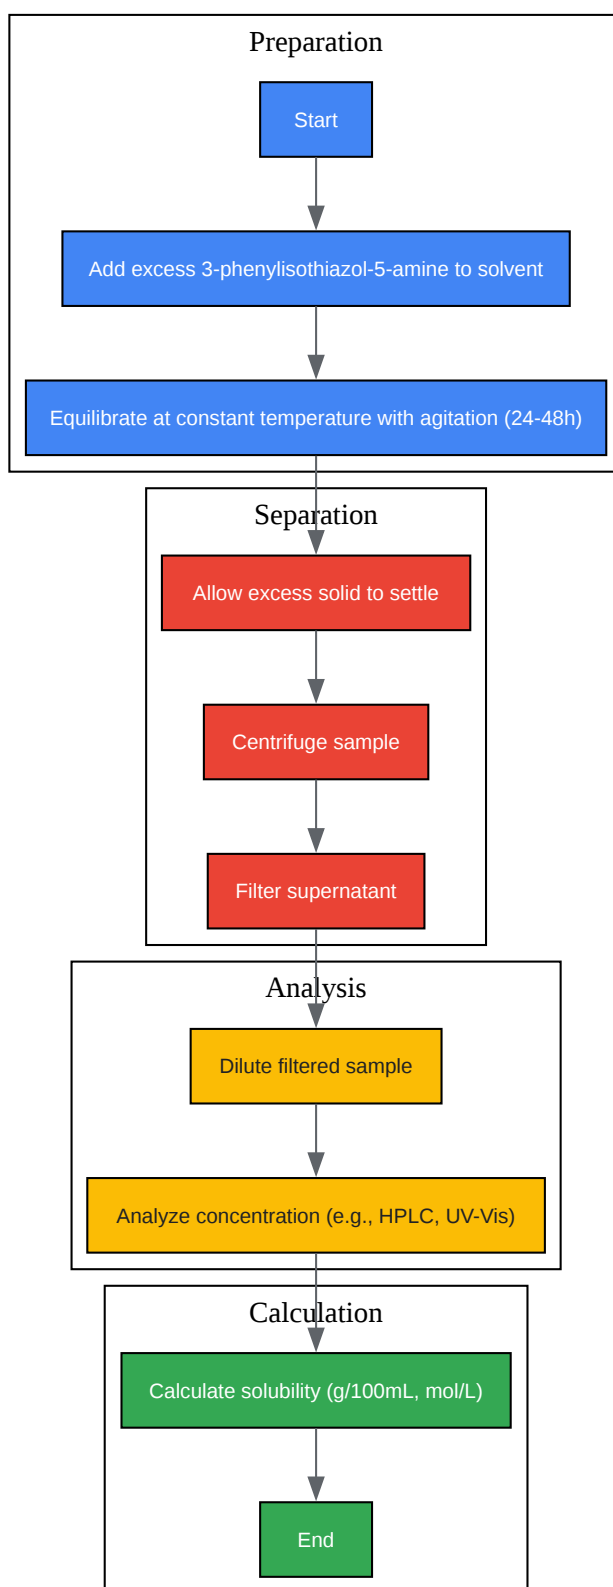 Preparation
Start
Add excess 3-phenylisothiazol-5-amine to solvent
Equilibrate at constant temperature with agitation (24-48h)
Separation
Allow excess solid to settle
Centrifuge sample
Filter supernatant
Analysis
Dilute filtered sample
Analyze concentration (e.g., HPLC, UV-Vis)
Calculation
Calculate solubility (g/100mL, mol/L)
End